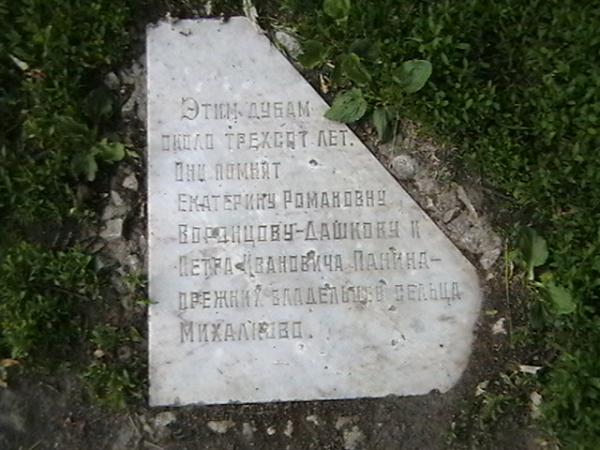 Этим дубам
около трехсот лет.
Они помнят
Екатерину Романовну
Воронцову-Дашкову и
Петра Ивановича Панина-
прежних владельцев сельца
Михалково.